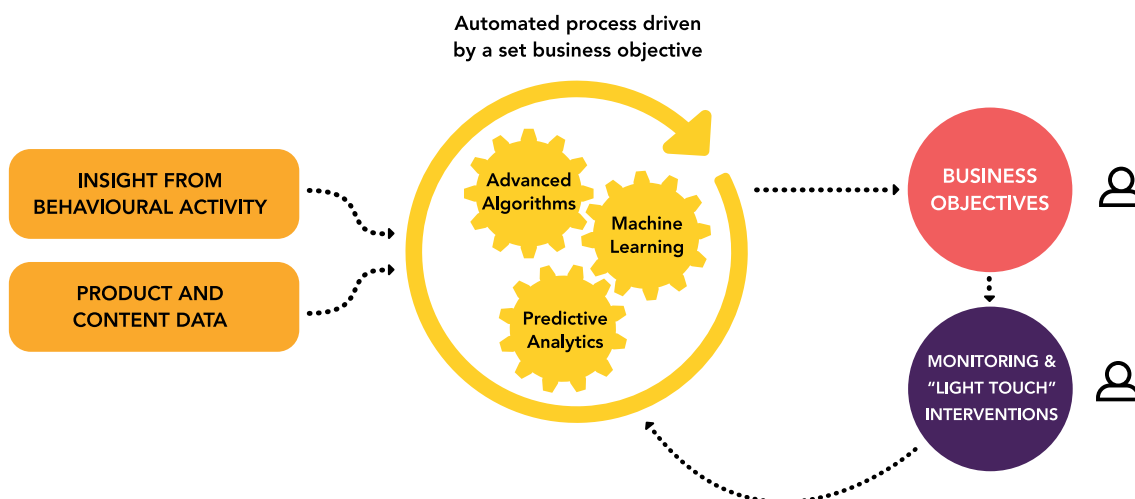 Automated process driven
by a set business objective
INSIGHT FROM
BEHAVIOURAL ACTIVITY
PRODUCT AND
CONTENT DATA
Advanced
Algorithms
Machine
Learning
Predictive
Analytics
BUSINESS
OBJECTIVES
MONITORING &
“LIGHT TOUCH”
INTERVENTIONS